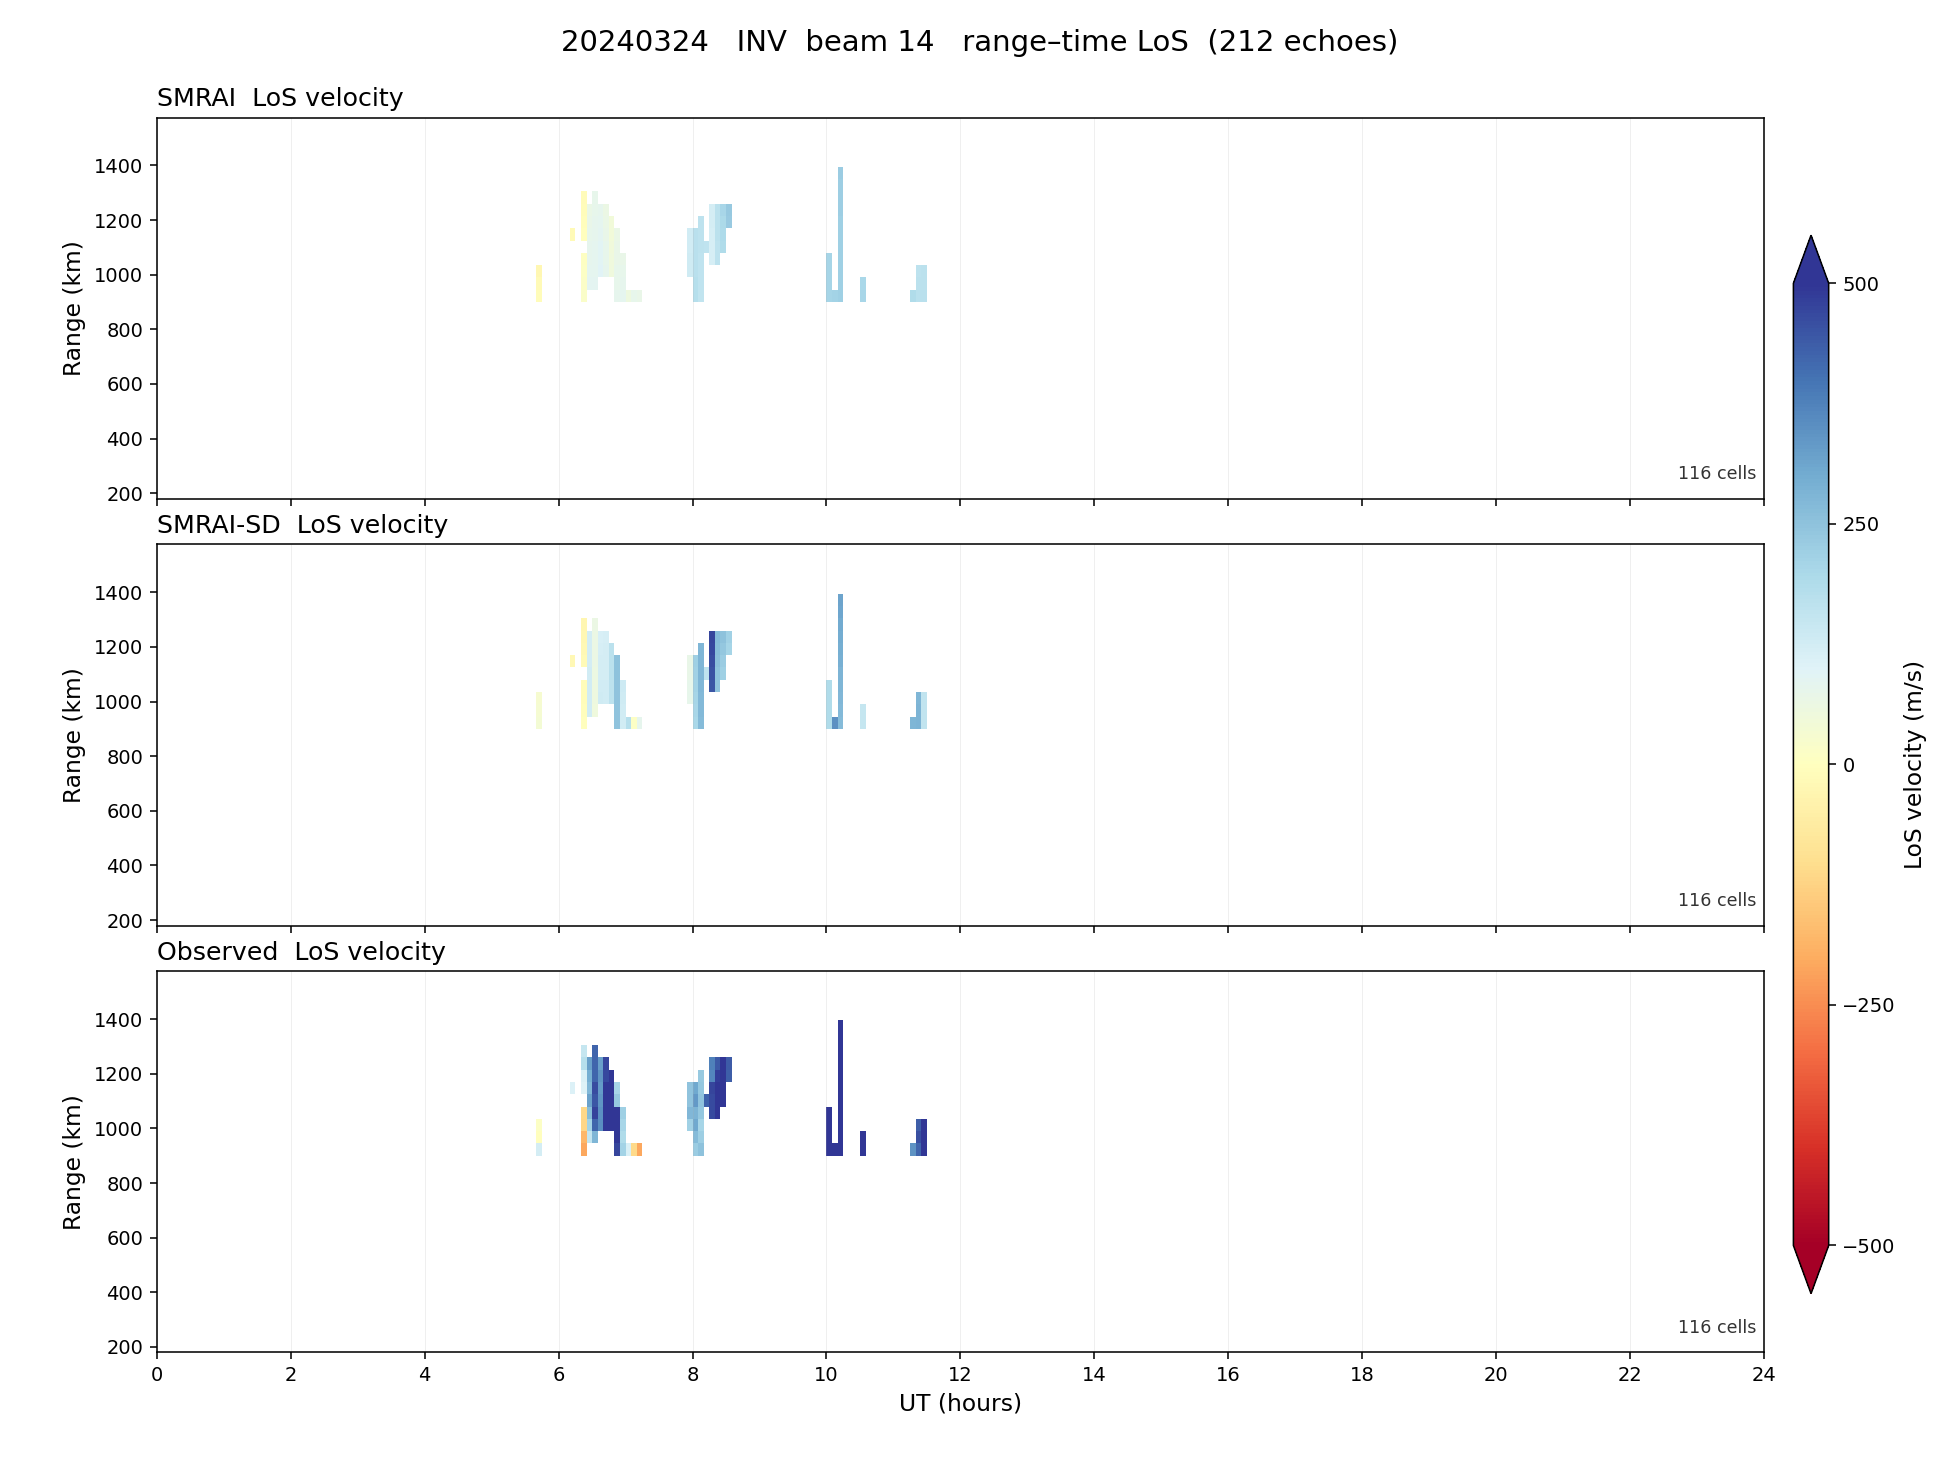 20240324   INV  beam 14   range–time LoS  (212 echoes)
SMRAI  LoS velocity
Range (km)
1400
1200
1000
800
600
400
200
116 cells
SMRAI-SD  LoS velocity
Range (km)
1400
1200
1000
800
600
400
200
116 cells
Observed  LoS velocity
Range (km)
1400
1200
1000
800
600
400
200
116 cells
0 2 4 6 8 10 12 14 16 18 20 22 24
UT (hours)
500
250
0
−250
−500
LoS velocity (m/s)